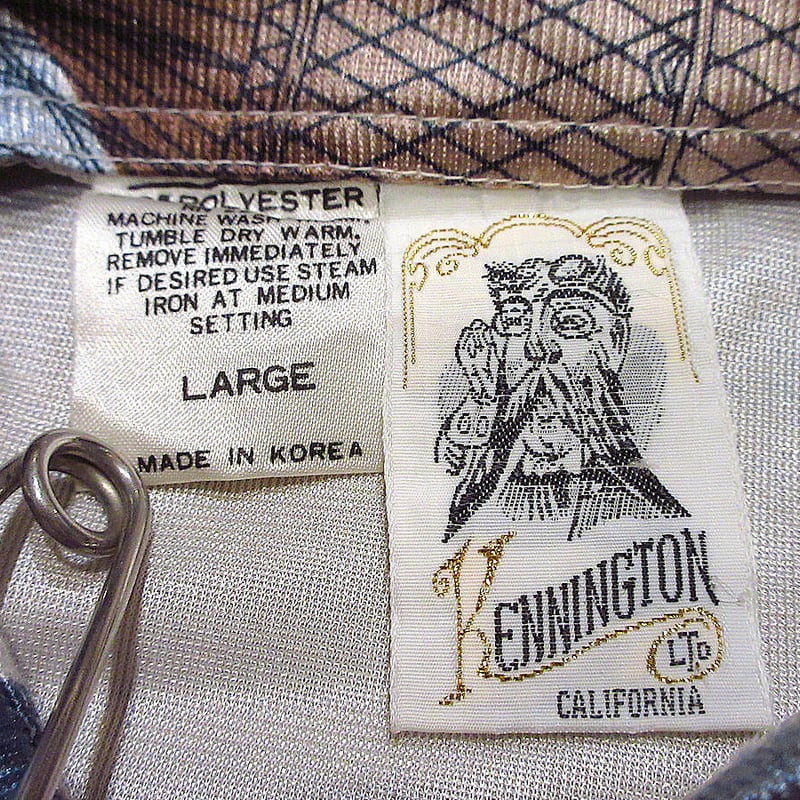 POLYESTER
MACHINE WASH
TUMBLE DRY WARM,
REMOVE IMMEDIATELY
IF DESIRED USE STEAM
IRON AT MEDIUM
SETTING
LARGE
MADE IN KOREA
KENNINGTON
LTD
CALIFORNIA